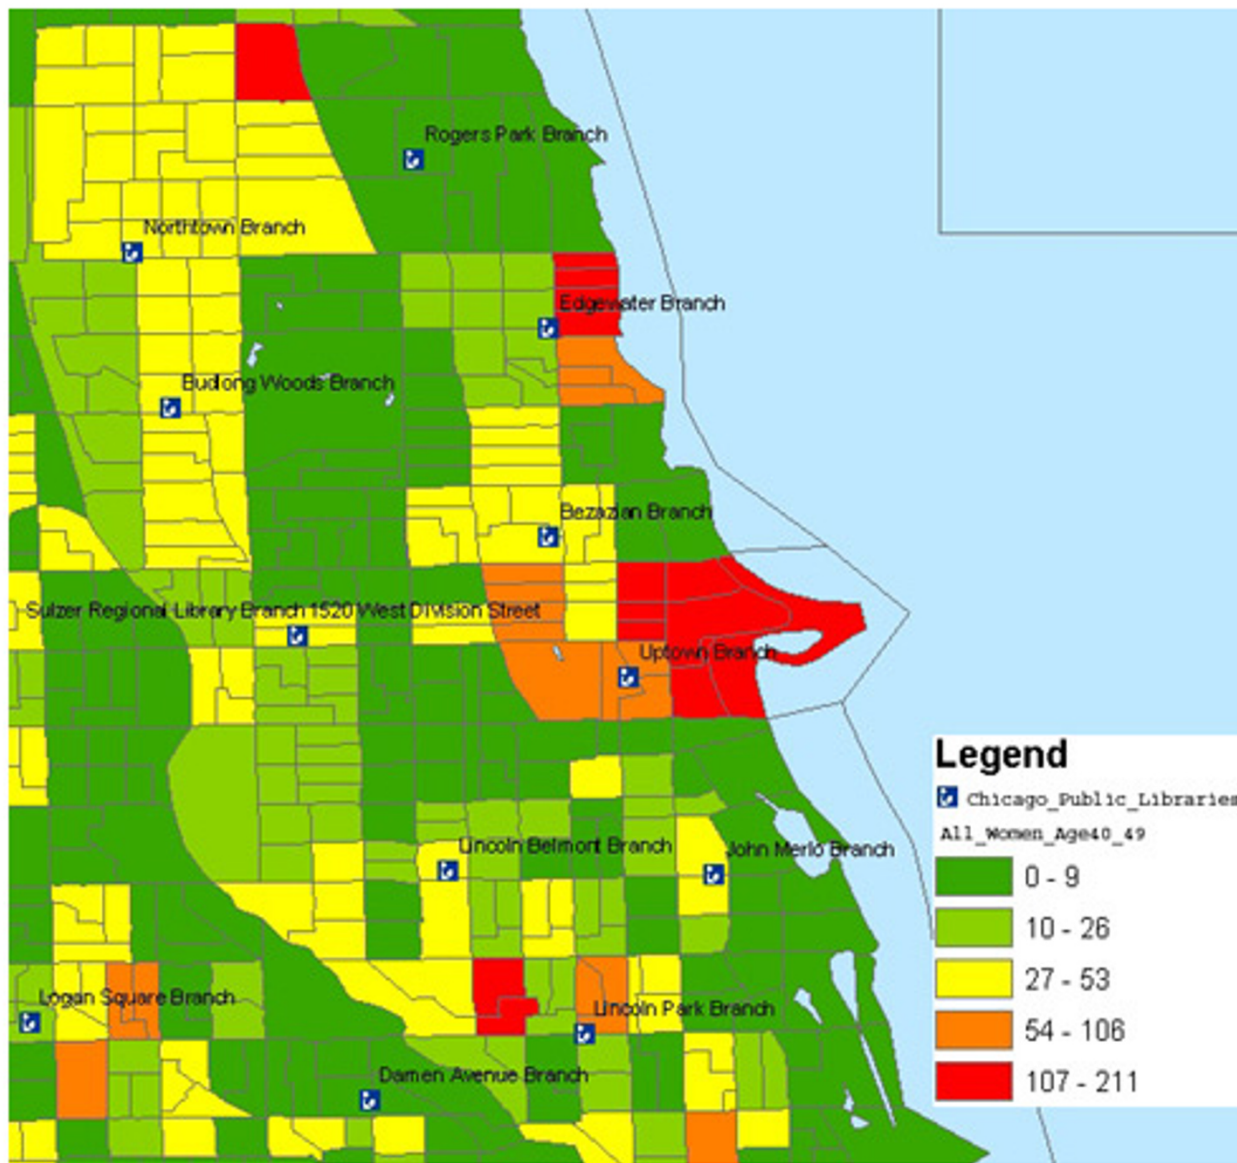 Rogers Park Branch
Northtown Branch
Edgewater Branch
Budlong Woods Branch
Bezazian Branch
Sulzer Regional Library Branch 1520 West Division Street
Uptown Branch
Lincoln Belmont Branch
John Merlo Branch
Logan Square Branch
Lincoln Park Branch
Damen Avenue Branch
Legend
Chicago_Public_Libraries
All_Women_Age40_49
0 - 9
10 - 26
27 - 53
54 - 106
107 - 211